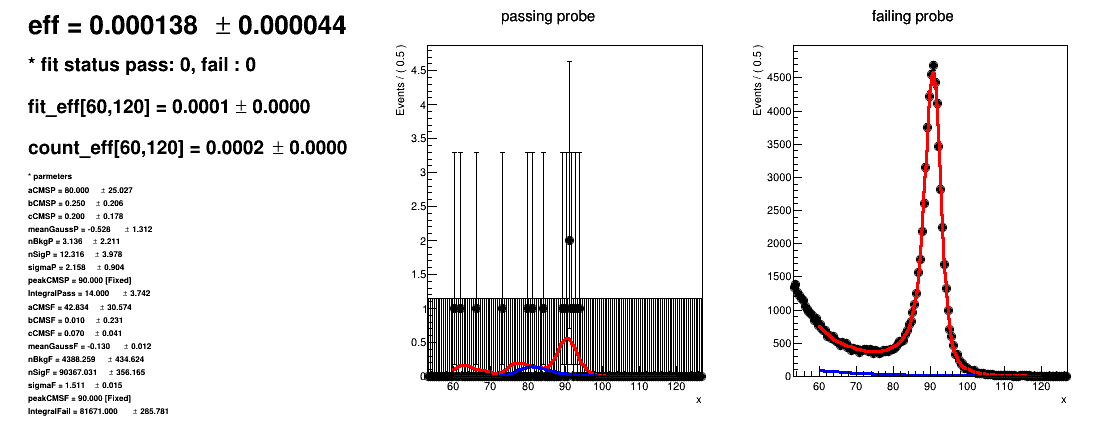 eff = 0.000138 ± 0.000044
* fit status pass: 0, fail : 0
fit_eff[60,120] = 0.0001 ± 0.0000
count_eff[60,120] = 0.0002 ± 0.0000
* parmeters
aCMSP = 80.000 ± 25.027
bCMSP = 0.250 ± 0.206
cCMSP = 0.200 ± 0.178
meanGaussP = -0.528 ± 1.312
nBkgP = 3.136 ± 2.211
nSigP = 12.316 ± 3.978
sigmaP = 2.158 ± 0.904
peakCMSP = 90.000 [Fixed]
IntegralPass = 14.000 ± 3.742
aCMSF = 42.834 ± 30.574
bCMSF = 0.010 ± 0.231
cCMSF = 0.070 ± 0.041
meanGaussF = -0.130 ± 0.012
nBkgF = 4388.259 ± 434.624
nSigF = 90367.031 ± 356.165
sigmaF = 1.511 ± 0.015
peakCMSF = 90.000 [Fixed]
IntegralFail = 81671.000 ± 285.781
passing probe
Events / ( 0.5 )
4.5
4
3.5
3
2.5
2
1.5
1
0.5
0
60 70 80 90 100 110 120
x
failing probe
Events / ( 0.5 )
4500
4000
3500
3000
2500
2000
1500
1000
500
0
60 70 80 90 100 110 120
x